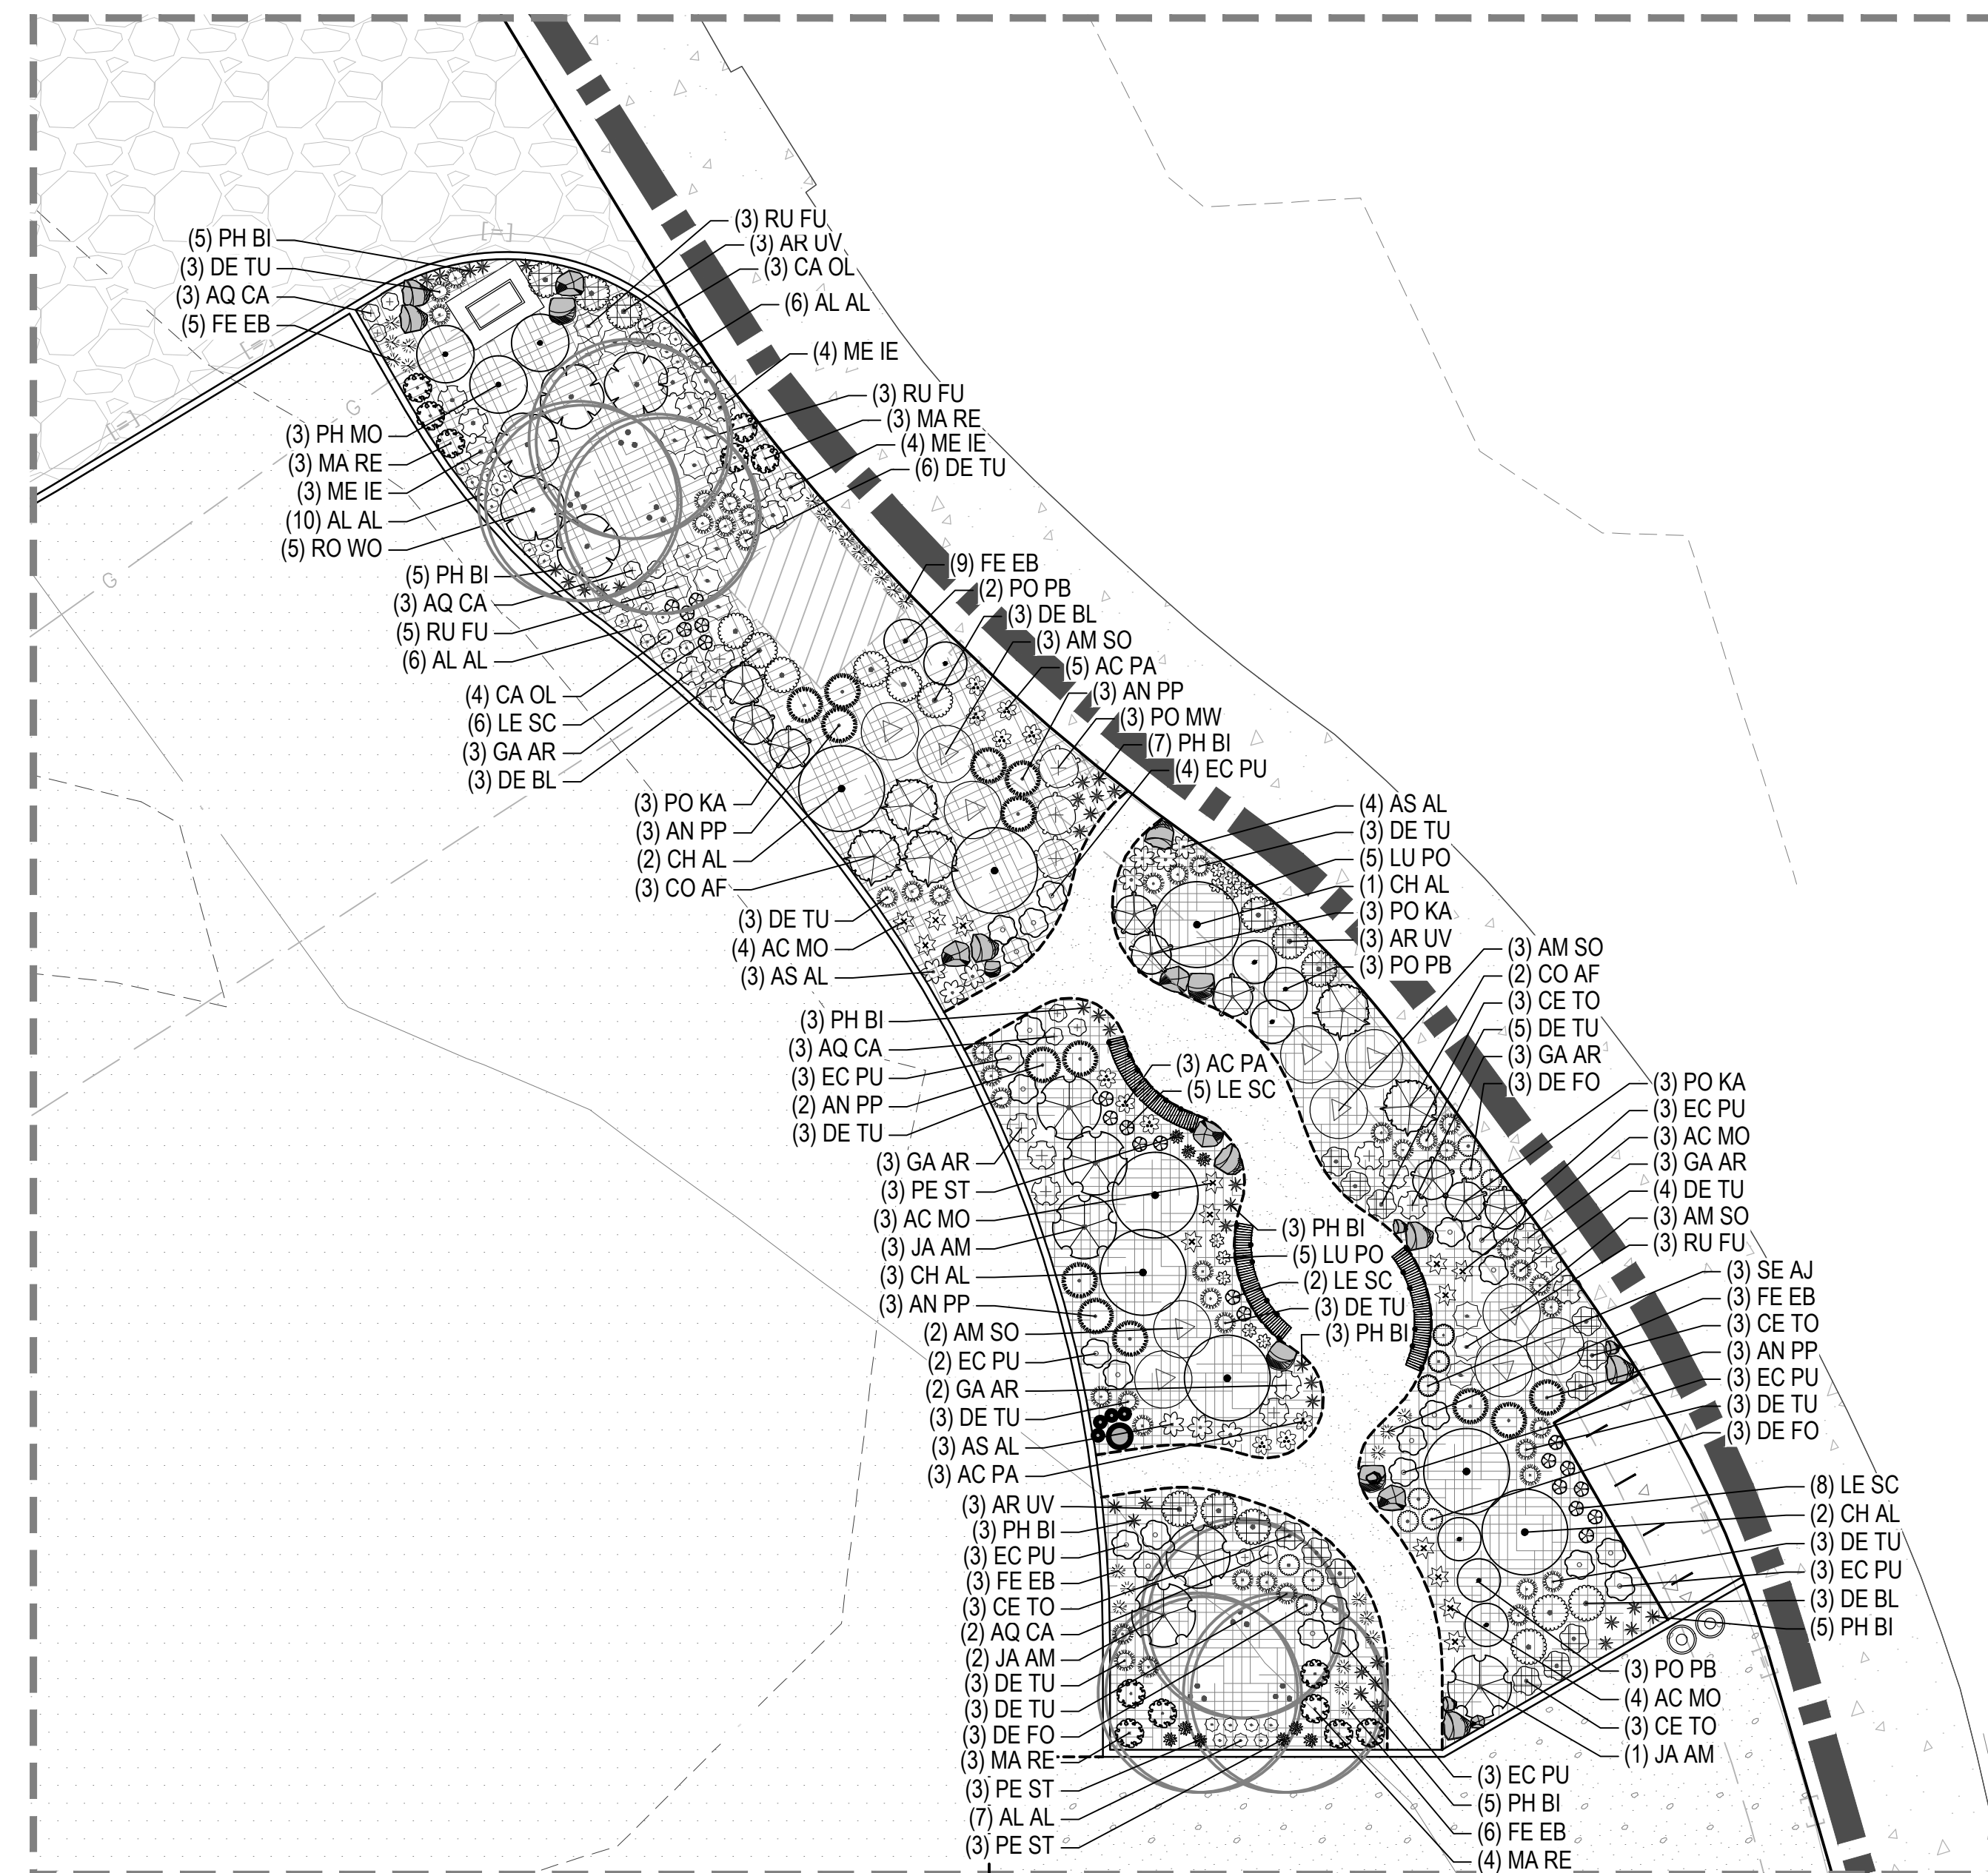 (3) RU FU
(3) AR UV
(3) CA OL
(6) AL AL
(4) ME IE
(3) RU FU
(3) MA RE
(4) ME IE
(6) DE TU
(5) PH BI
(3) DE TU
(3) AQ CA
(5) FE EB
[=]
[=]
[=]
G
G
(3) PH MO
(3) MA RE
(3) ME IE
(10) AL AL
(5) RO WO
(5) PH BI
(3) AQ CA
(5) RU FU
(6) AL AL
(4) CA OL
(6) LE SC
(3) GA AR
(3) DE BL
(9) FE EB
(2) PO PB
(3) DE BL
(3) AM SO
(5) AC PA
(3) AN PP
(3) PO MW
(7) PH BI
(4) EC PU
(3) PO KA
(3) AN PP
(2) CH AL
(3) CO AF
(3) DE TU
(4) AC MO
(3) AS AL
(4) AS AL
(3) DE TU
(5) LU PO
(1) CH AL
(3) PO KA
(3) AR UV
(3) PO PB
(3) AM SO
(2) CO AF
(3) CE TO
(5) DE TU
(3) GA AR
(3) DE FO
(3) PO KA
(3) EC PU
(3) AC MO
(3) GA AR
(4) DE TU
(3) AM SO
(3) RU FU
(3) SE AJ
(3) FE EB
(3) CE TO
(3) AN PP
(3) EC PU
(3) DE TU
(3) DE FO
(3) PH BI
(3) AQ CA
(3) EC PU
(2) AN PP
(3) DE TU
(3) AC PA
(5) LE SC
(3) GA AR
(3) PE ST
(3) AC MO
(3) JA AM
(3) CH AL
(3) AN PP
(2) AM SO
(2) EC PU
(2) GA AR
(3) DE TU
(3) AS AL
(3) AC PA
(3) PH BI
(5) LU PO
(2) LE SC
(3) DE TU
(3) PH BI
(3) AR UV
(3) PH BI
(3) EC PU
(3) FE EB
(3) CE TO
(2) AQ CA
(2) JA AM
(3) DE TU
(3) DE TU
(3) DE FO
(3) MA RE
(3) PE ST
(7) AL AL
(3) PE ST
(8) LE SC
(2) CH AL
(3) DE TU
(3) EC PU
(3) DE BL
(5) PH BI
(3) PO PB
(4) AC MO
(3) CE TO
(1) JA AM
(3) EC PU
(5) PH BI
(6) FE EB
(4) MA RE